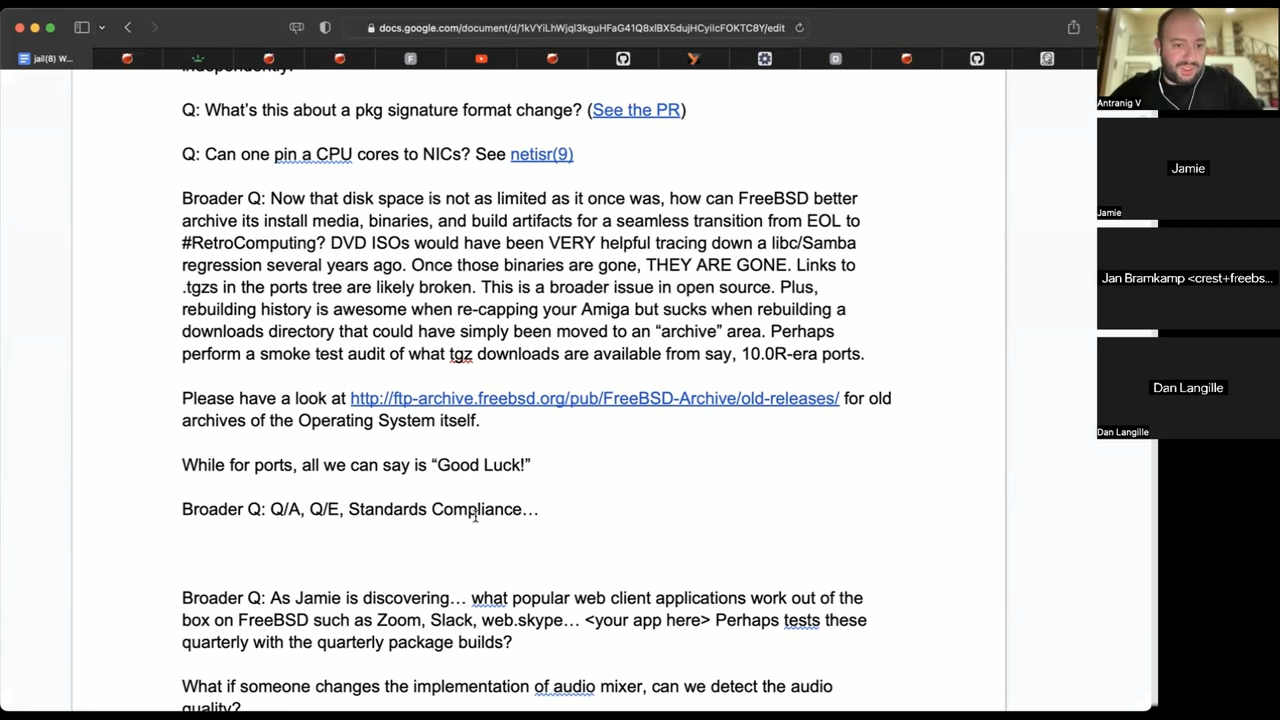 docs.google.com/document/d/1kVYiLhWjql3kguHFaG41Q8xlBX5dujHCyilcFOKTC8Y/edit
jail(8) W...
independently.
Q: What's this about a pkg signature format change? (See the PR)
Q: Can one pin a CPU cores to NICs? See netisr(9)
Broader Q: Now that disk space is not as limited as it once was, how can FreeBSD better
archive its install media, binaries, and build artifacts for a seamless transition from EOL to
#RetroComputing? DVD ISOs would have been VERY helpful tracing down a libc/Samba
regression several years ago. Once those binaries are gone, THEY ARE GONE. Links to
.tgzs in the ports tree are likely broken. This is a broader issue in open source. Plus,
rebuilding history is awesome when re-capping your Amiga but sucks when rebuilding a
downloads directory that could have simply been moved to an “archive” area. Perhaps
perform a smoke test audit of what tgz downloads are available from say, 10.0R-era ports.
Please have a look at http://ftp-archive.freebsd.org/pub/FreeBSD-Archive/old-releases/ for old
archives of the Operating System itself.
While for ports, all we can say is “Good Luck!”
Broader Q: Q/A, Q/E, Standards Compliance…
Broader Q: As Jamie is discovering… what popular web client applications work out of the
box on FreeBSD such as Zoom, Slack, web.skype… <your app here> Perhaps tests these
quarterly with the quarterly package builds?
What if someone changes the implementation of audio mixer, can we detect the audio
quality?
Antranig V
Jamie
Jamie
Jan Bramkamp <crest+freebs...
Dan Langille
Dan Langille